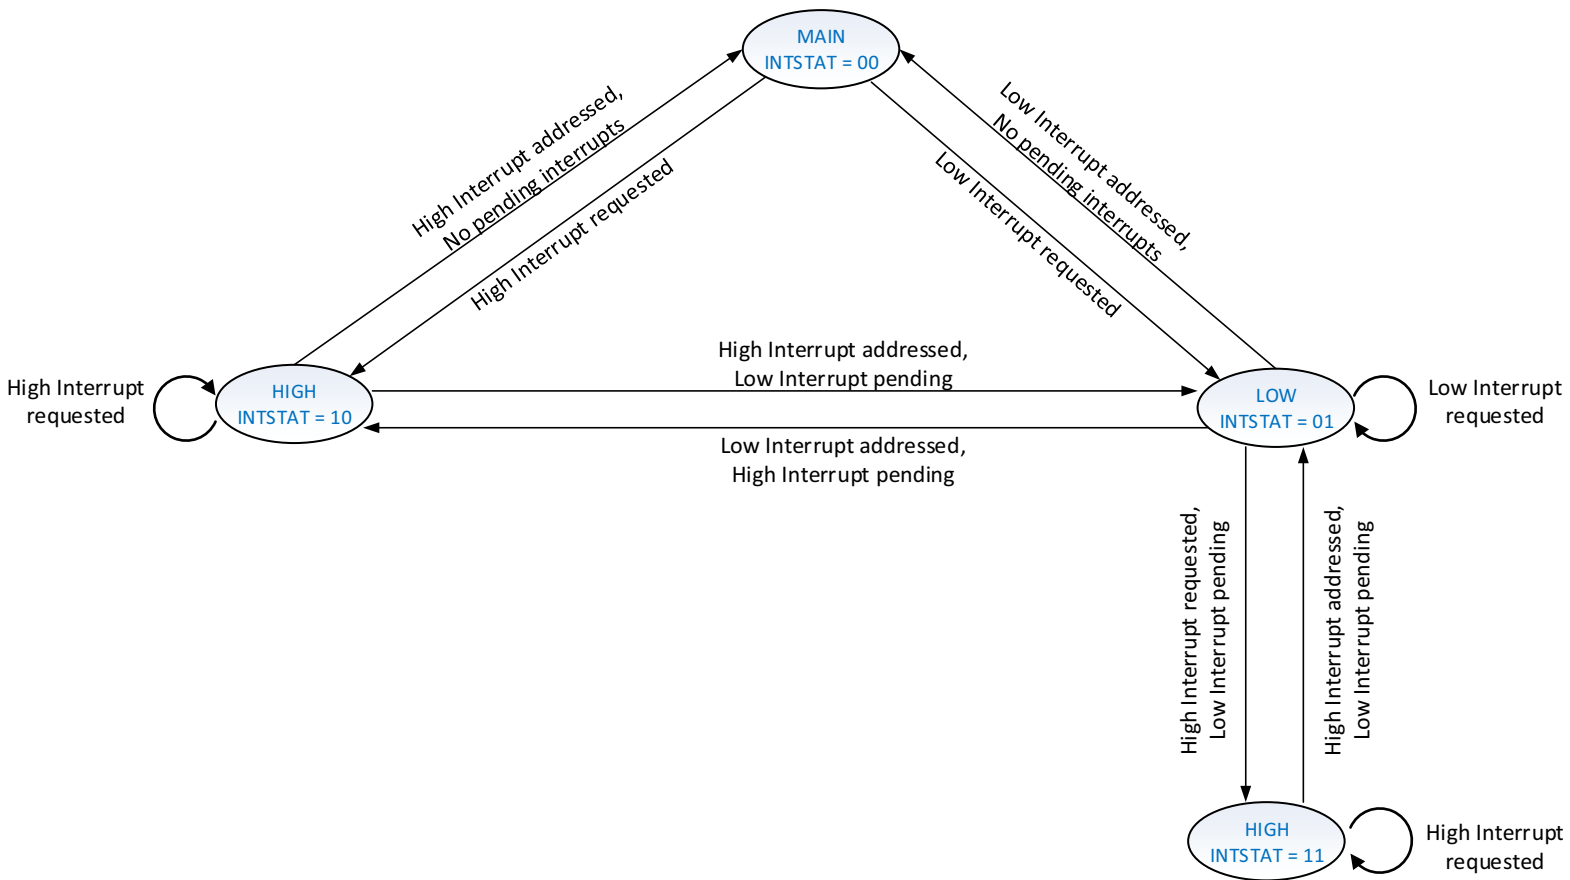 MAIN
INTSTAT = 00
High Interrupt addressed,
No pending interrupts
High Interrupt requested
Low Interrupt addressed,
No pending interrupts
Low Interrupt requested
High Interrupt
requested
HIGH
INTSTAT = 10
High Interrupt addressed,
Low Interrupt pending
Low Interrupt addressed,
High Interrupt pending
LOW
INTSTAT = 01
Low Interrupt
requested
High Interrupt requested,
Low Interrupt pending
High Interrupt addressed,
Low Interrupt pending
HIGH
INTSTAT = 11
High Interrupt
requested